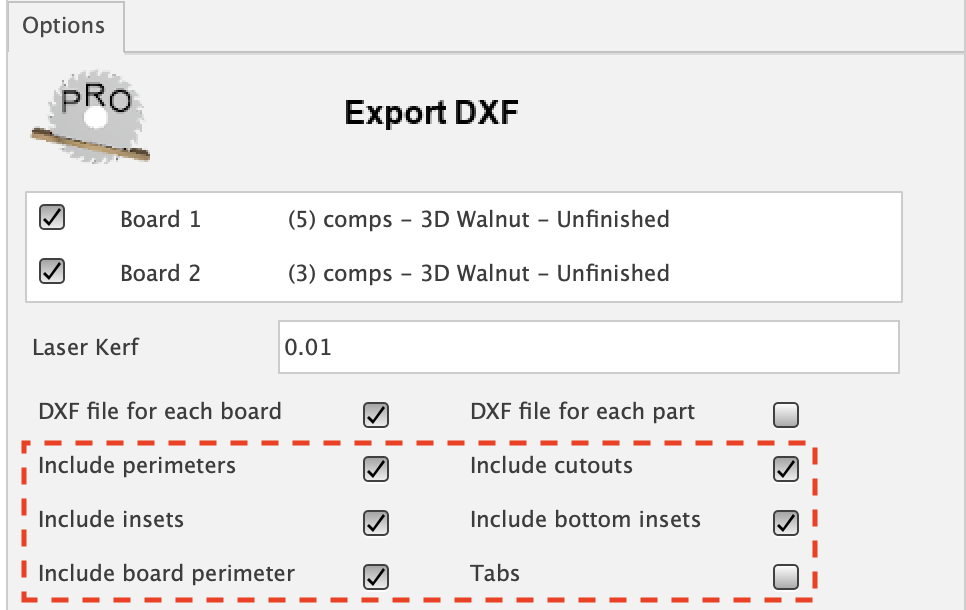 Options
PRO
Export DXF
Board 1 (5) comps – 3D Walnut – Unfinished
Board 2 (3) comps – 3D Walnut – Unfinished
Laser Kerf 0.01
DXF file for each board DXF file for each part
Include perimeters Include cutouts
Include insets Include bottom insets
Include board perimeter Tabs